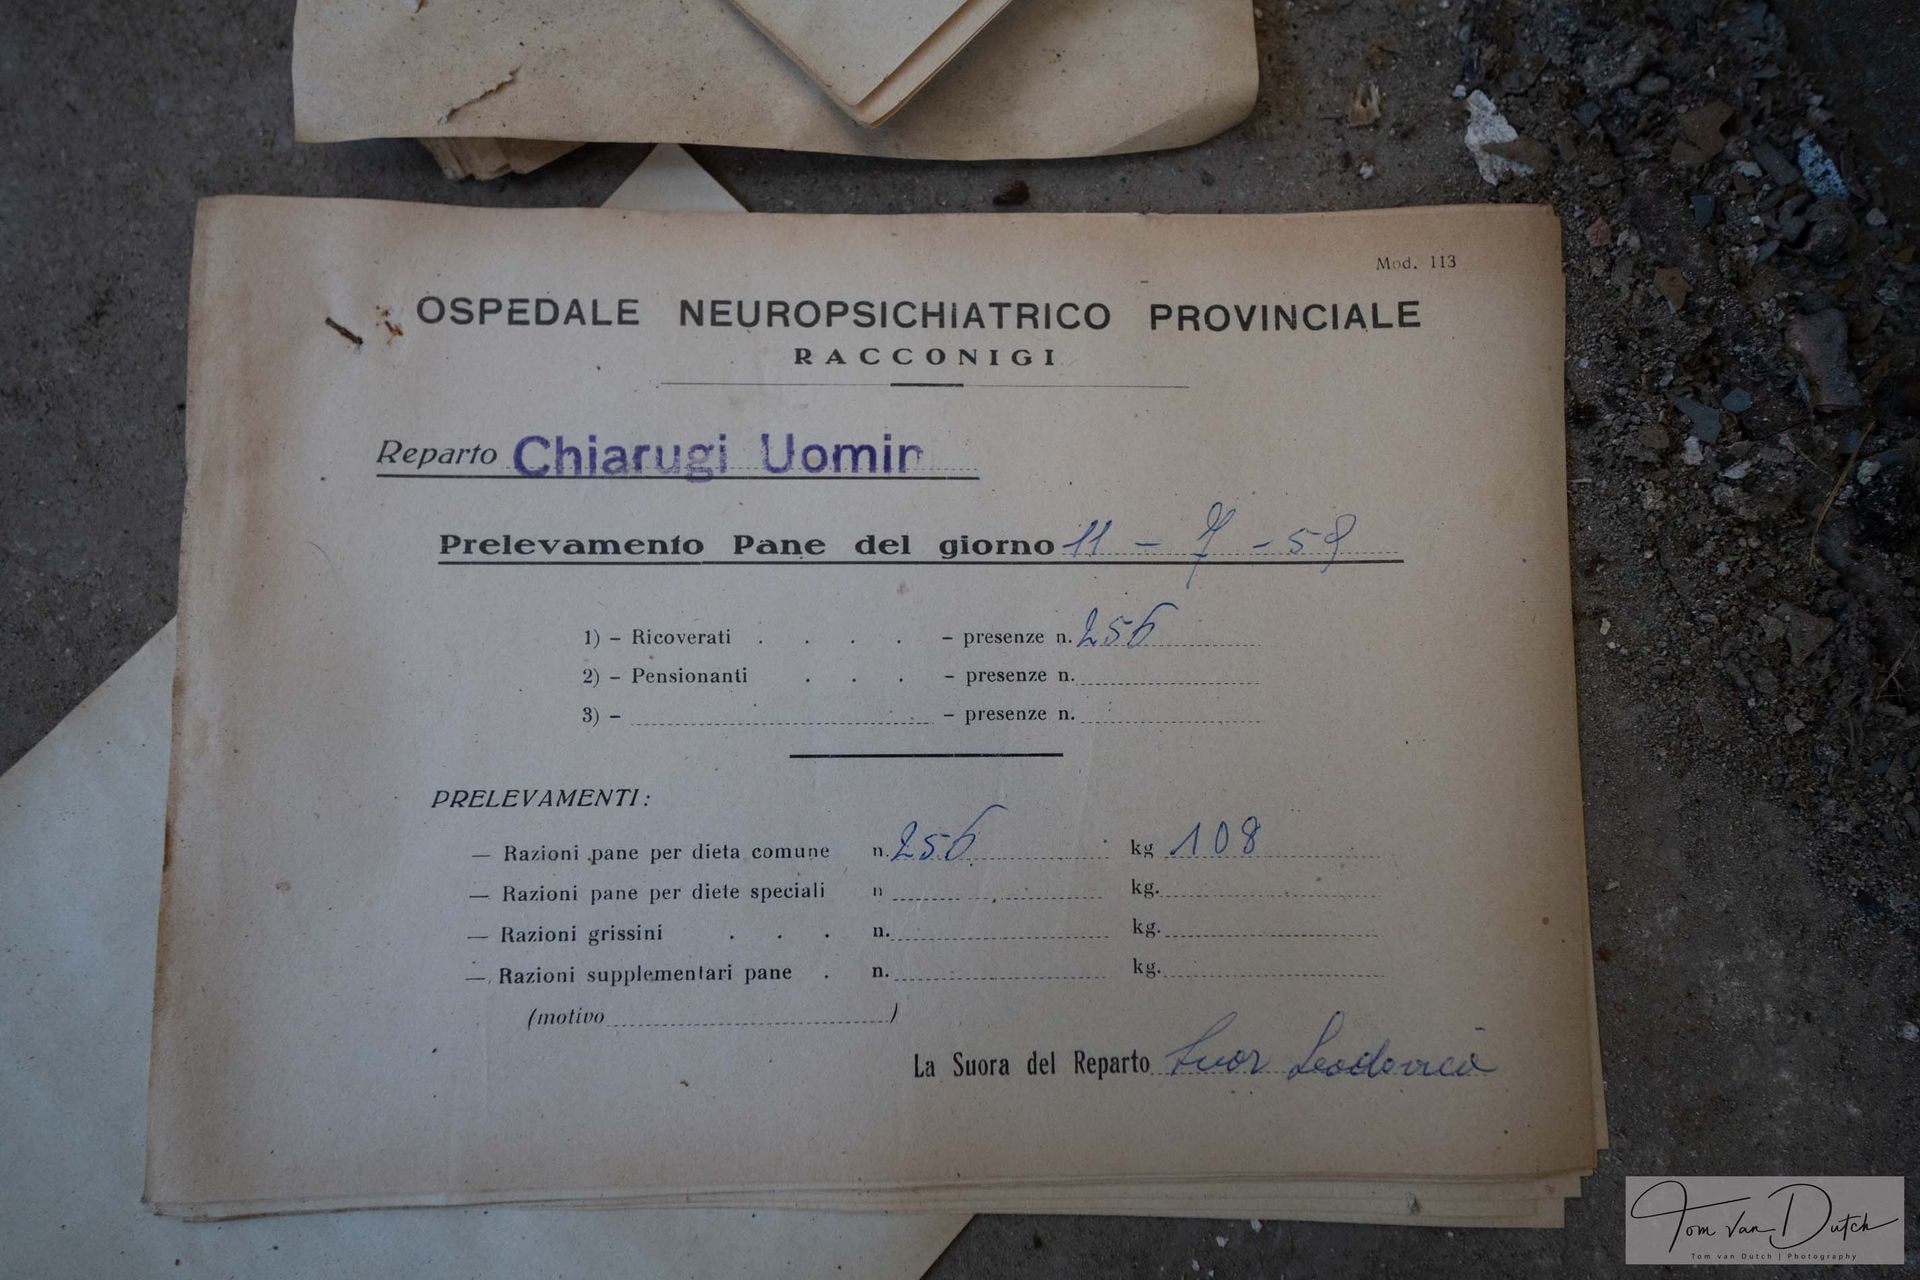 Mod. 113
OSPEDALE NEUROPSICHIATRICO PROVINCIALE
RACCONIGI
Reparto Chiarugi Uomin
Prelevamento Pane del giorno 11 - 7 - 59
1) - Ricoverati . . . . - presenze n. 256
2) - Pensionanti . . . - presenze n.
3) - - presenze n.
PRELEVAMENTI:
— Razioni pane per dieta comune n. 256 kg 108
— Razioni pane per diete speciali n kg.
— Razioni grissini . . . n. kg.
— Razioni supplementari pane . n. kg.
(motivo )
La Suora del Reparto Suor Leodovica
Tom van Dutch
Tom van Dutch | Photography